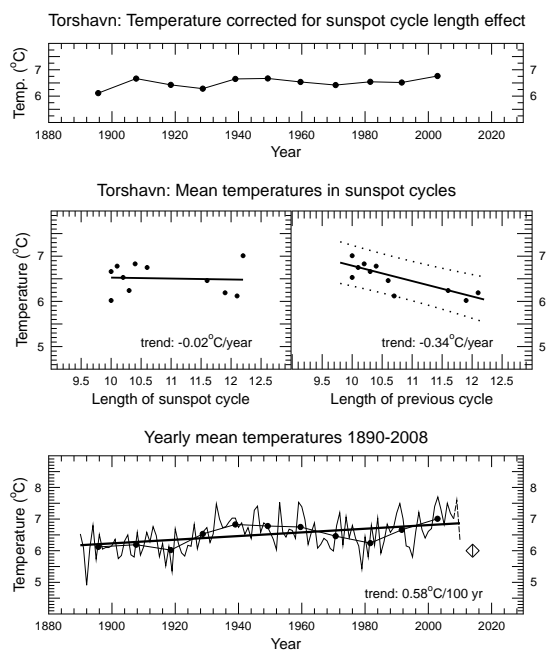 Torshavn: Temperature corrected for sunspot cycle length effect
Temp. (°C)
7
6
7
6
1880 1900 1920 1940 1960 1980 2000 2020
Year
Torshavn: Mean temperatures in sunspot cycles
Temperature (°C)
7
6
5
7
6
5
trend: -0.02°C/year
trend: -0.34°C/year
9.5 10 10.5 11 11.5 12 12.5
9.5 10 10.5 11 11.5 12 12.5
Length of sunspot cycle
Length of previous cycle
Yearly mean temperatures 1890-2008
Temperature (°C)
8
7
6
5
8
7
6
5
trend: 0.58°C/100 yr
1880 1900 1920 1940 1960 1980 2000 2020
Year